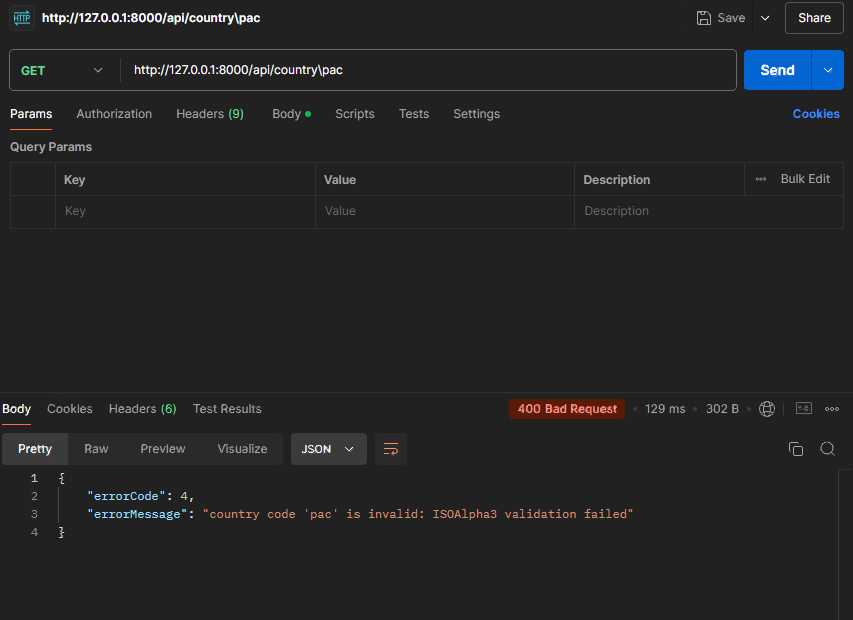 HTTP http://127.0.0.1:8000/api/country\pac Save Share
GET http://127.0.0.1:8000/api/country\pac Send
Params Authorization Headers (9) Body Scripts Tests Settings Cookies
Query Params
Key Value Description Bulk Edit
Key Value Description
Body Cookies Headers (6) Test Results 400 Bad Request 129 ms 302 B
Pretty Raw Preview Visualize JSON
1 {
2 "errorCode": 4,
3 "errorMessage": "country code 'pac' is invalid: ISOAlpha3 validation failed"
4 }